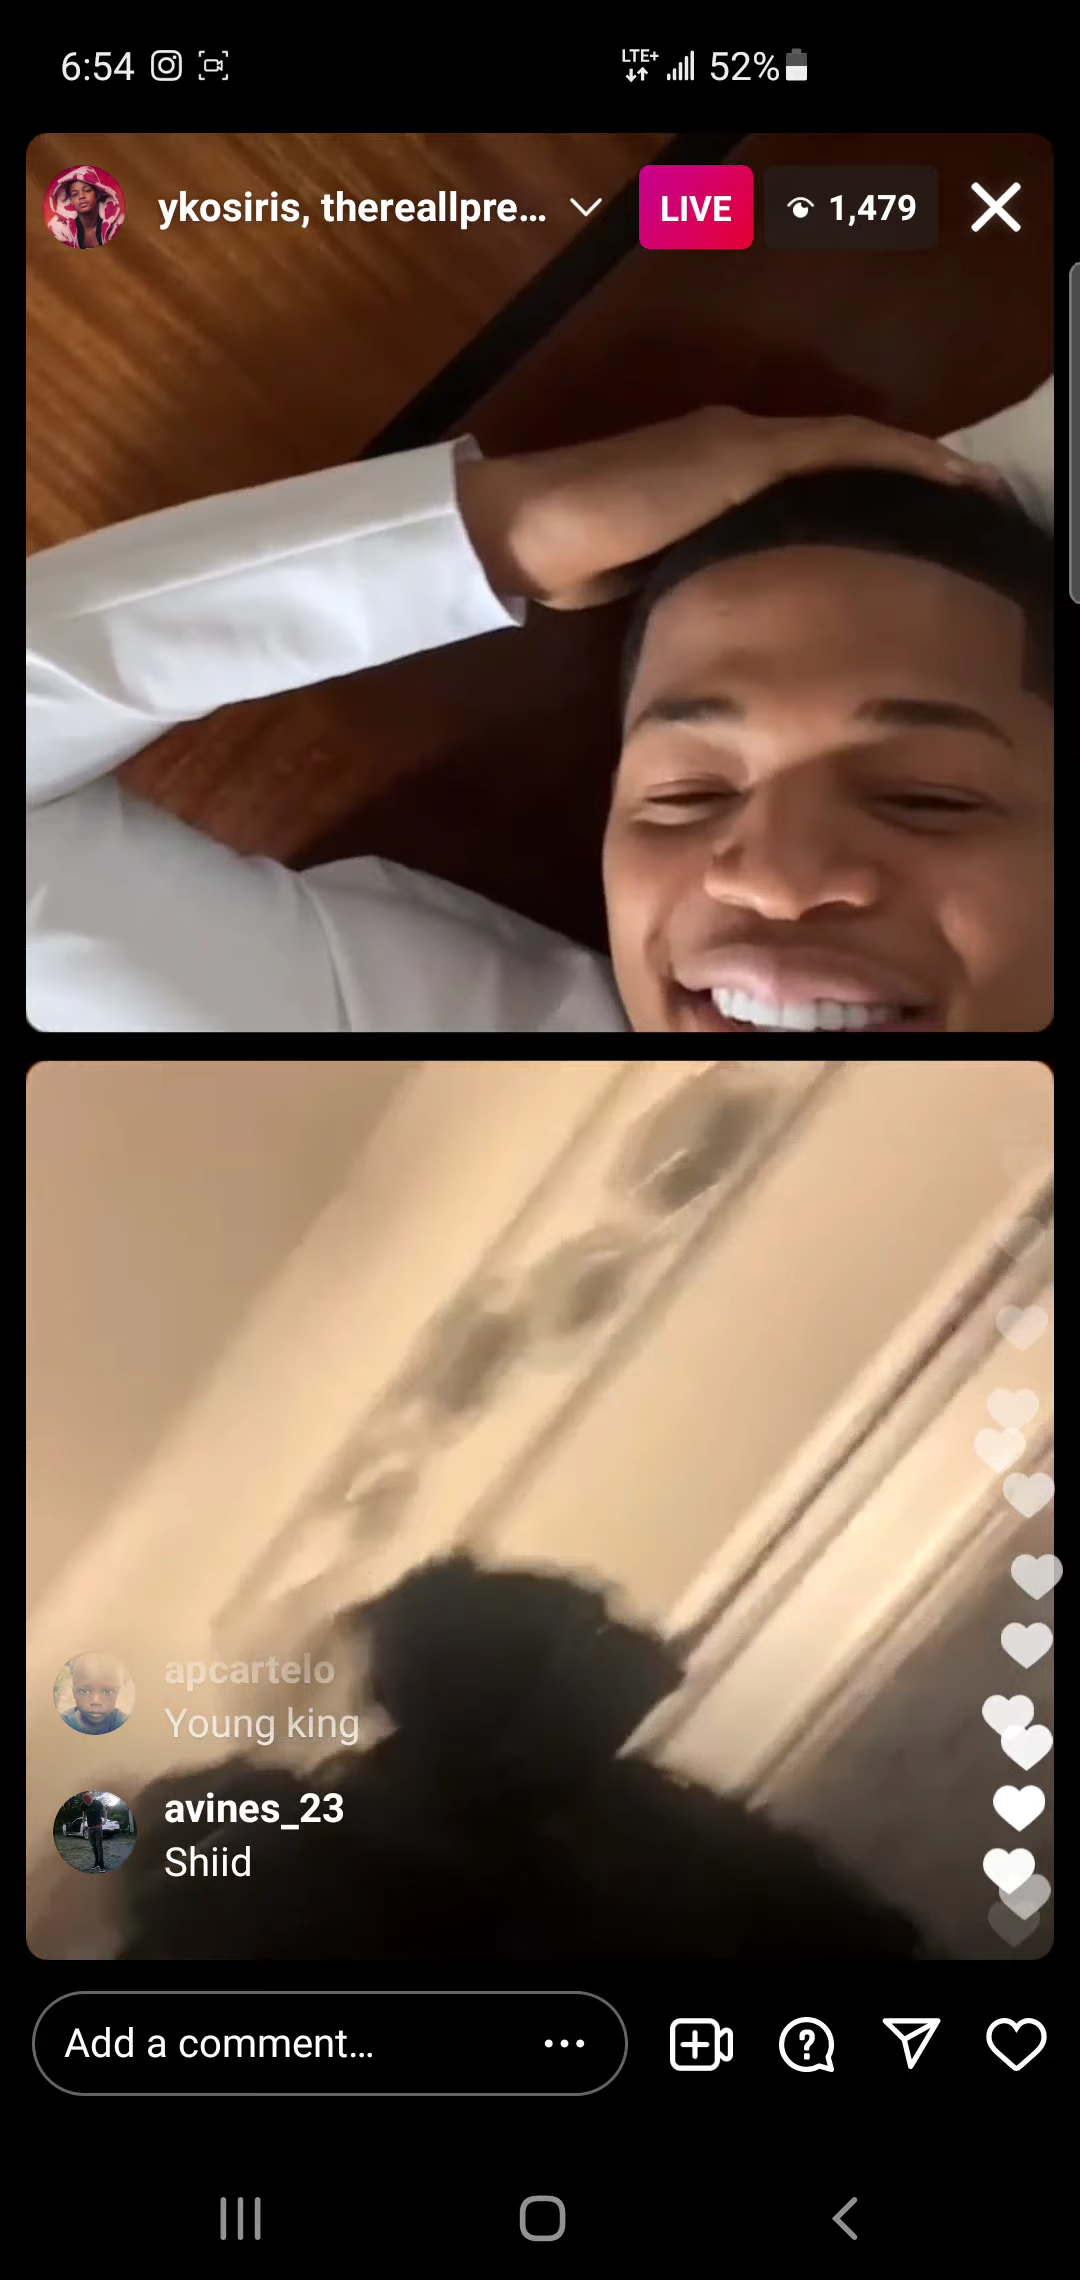 6:54
LTE+ 52%
ykosiris, thereallpre... LIVE 1,479
apcartelo
Young king
avines_23
Shiid
Add a comment...